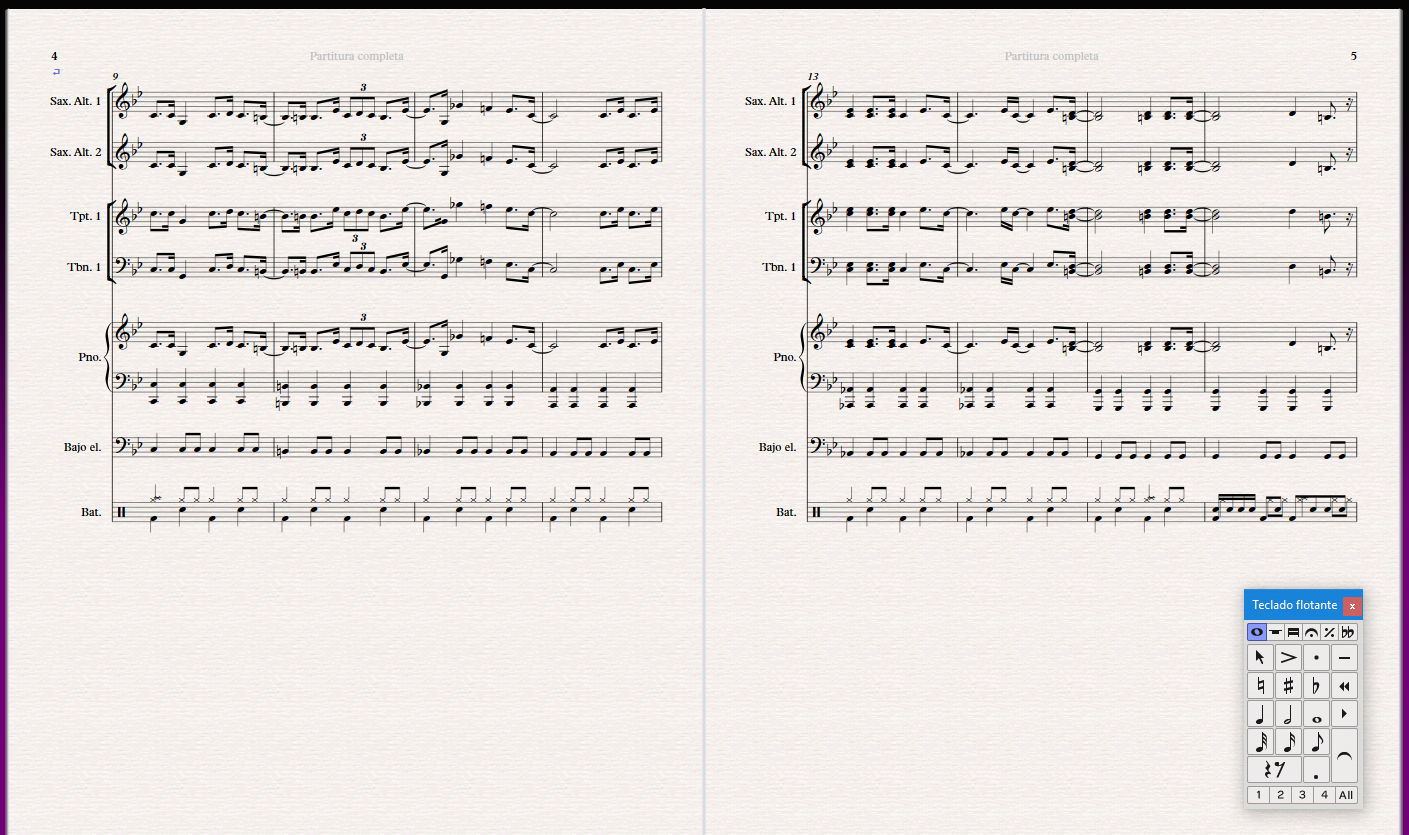 4
Partitura completa
9
Sax. Alt. 1
3
Sax. Alt. 2
3
Tpt. 1
3
3
Tbn. 1
3
Pno.
Bajo el.
Bat.
Partitura completa
5
13
Sax. Alt. 1
Sax. Alt. 2
Tpt. 1
Tbn. 1
Pno.
Bajo el.
Bat.
Teclado flotante
x
1 2 3 4 All